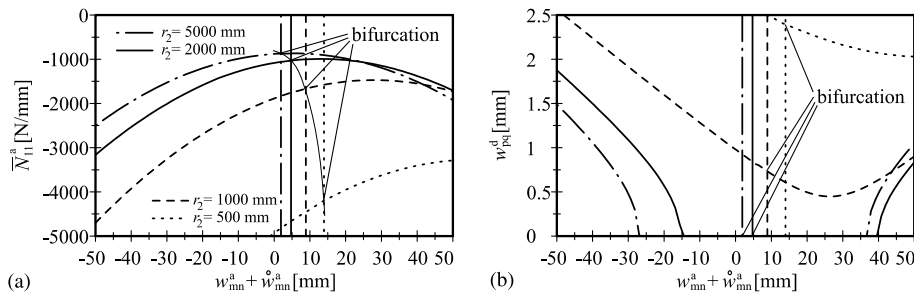 r₂= 5000 mm
r₂= 2000 mm
bifurcation
r₂= 1000 mm
r₂= 500 mm
0
-1000
-2000
-3000
-4000
-5000
N̅ᵃ₁₁[N/mm]
-50 -40 -30 -20 -10 0 10 20 30 40 50
(a) wᵃₘₙ + ẘᵃₘₙ [mm]
2.5
2
1.5
1
0.5
0
wᵈₚq[mm]
bifurcation
-50 -40 -30 -20 -10 0 10 20 30 40 50
(b) wᵃₘₙ + ẘᵃₘₙ [mm]